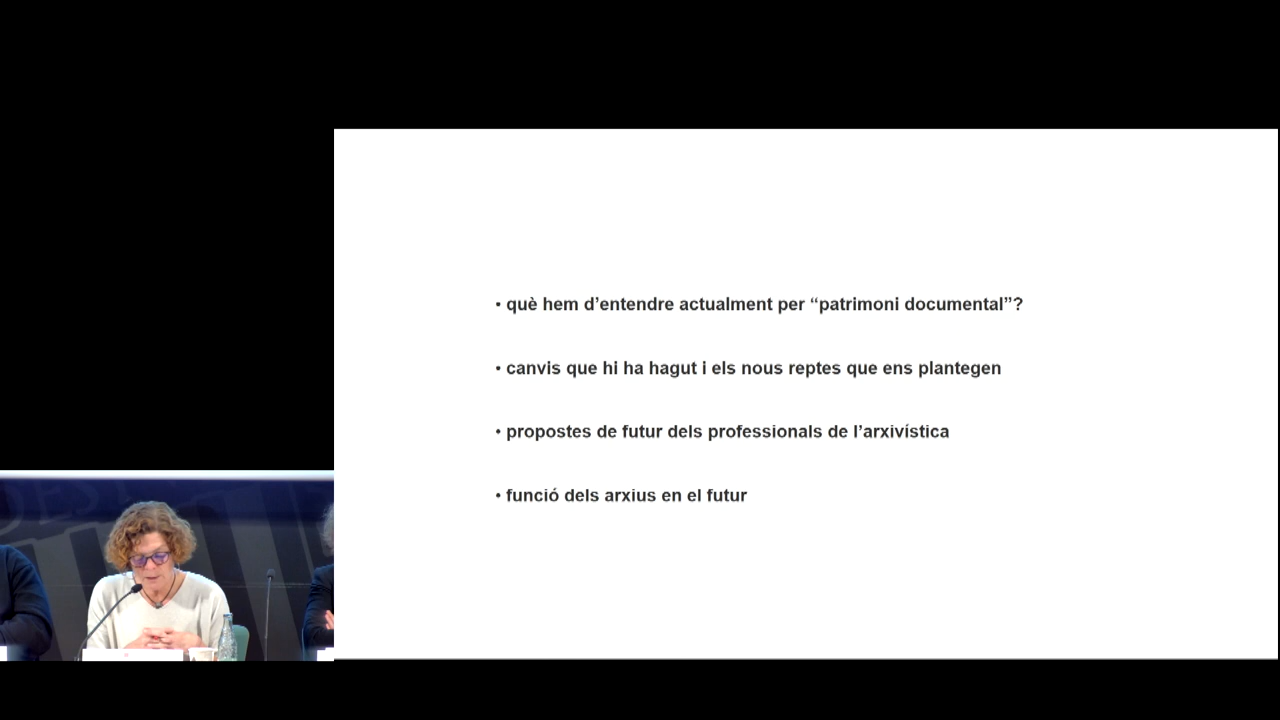 • què hem d’entendre actualment per “patrimoni documental”?
• canvis que hi ha hagut i els nous reptes que ens plantegen
• propostes de futur dels professionals de l’arxivística
• funció dels arxius en el futur